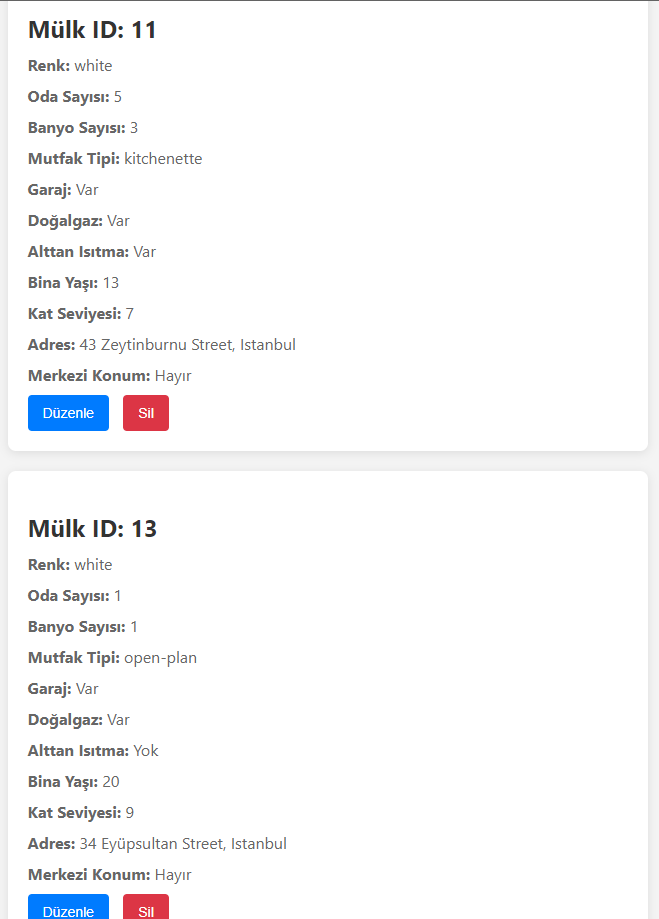 Mülk ID: 11
Renk: white
Oda Sayısı: 5
Banyo Sayısı: 3
Mutfak Tipi: kitchenette
Garaj: Var
Doğalgaz: Var
Alttan Isıtma: Var
Bina Yaşı: 13
Kat Seviyesi: 7
Adres: 43 Zeytinburnu Street, Istanbul
Merkezi Konum: Hayır
Düzenle Sil
Mülk ID: 13
Renk: white
Oda Sayısı: 1
Banyo Sayısı: 1
Mutfak Tipi: open-plan
Garaj: Var
Doğalgaz: Var
Alttan Isıtma: Yok
Bina Yaşı: 20
Kat Seviyesi: 9
Adres: 34 Eyüpsultan Street, Istanbul
Merkezi Konum: Hayır
Düzenle Sil